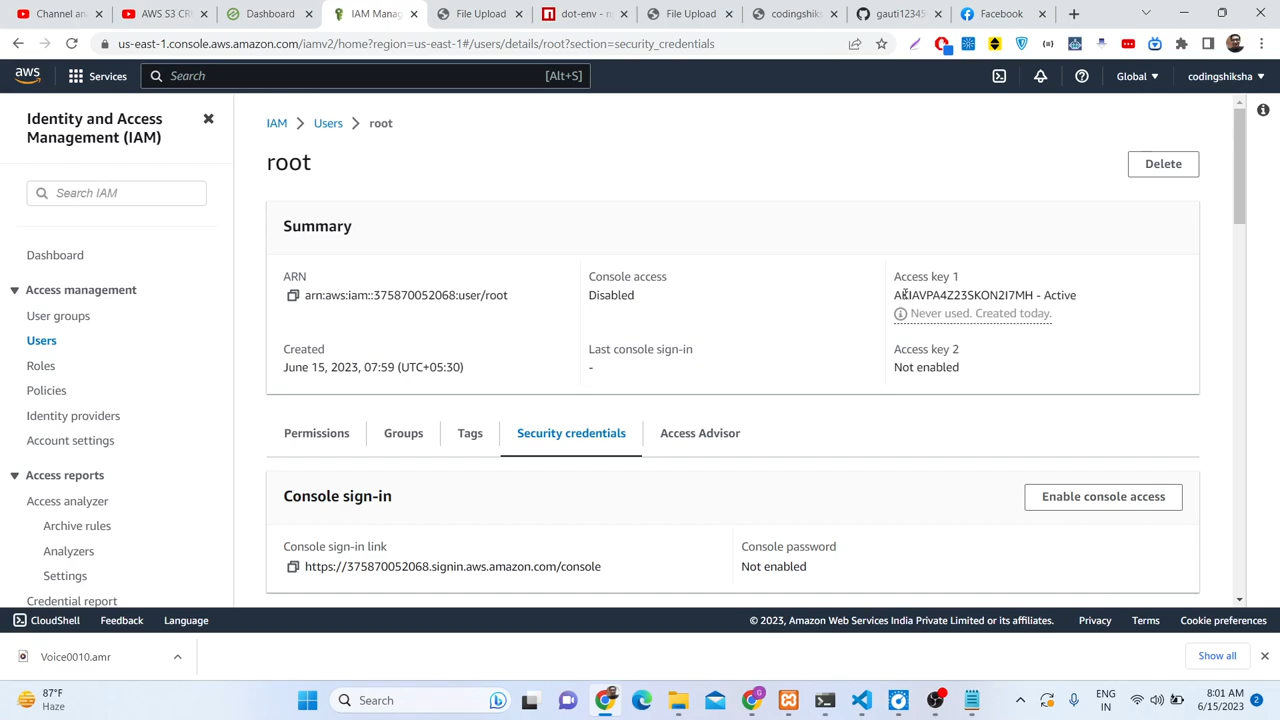 YouTube Channel
AWS S3 CR
Dashboard
IAM Manag
File Upload
dot-env - n
File Upload
codingshiks
gauti12345
Facebook
us-east-1.console.aws.amazon.com/iamv2/home?region=us-east-1#/users/details/root?section=security_credentials
aws
Services
Search
[Alt+S]
Global
codingshiksha
Identity and Access
Management (IAM)
Search IAM
Dashboard
Access management
User groups
Users
Roles
Policies
Identity providers
Account settings
Access reports
Access analyzer
Archive rules
Analyzers
Settings
Credential report
IAM > Users > root
root
Delete
Summary
ARN
arn:aws:iam::375870052068:user/root
Console access
Disabled
Access key 1
AKIAVPA4Z23SKON2I7MH - Active
Never used. Created today.
Created
June 15, 2023, 07:59 (UTC+05:30)
Last console sign-in
-
Access key 2
Not enabled
Permissions
Groups
Tags
Security credentials
Access Advisor
Console sign-in
Enable console access
Console sign-in link
https://375870052068.signin.aws.amazon.com/console
Console password
Not enabled
CloudShell
Feedback
Language
© 2023, Amazon Web Services India Private Limited or its affiliates.
Privacy
Terms
Cookie preferences
Voice0010.amr
Show all
87°F
Haze
Search
ENG
IN
8:01 AM
6/15/2023
2